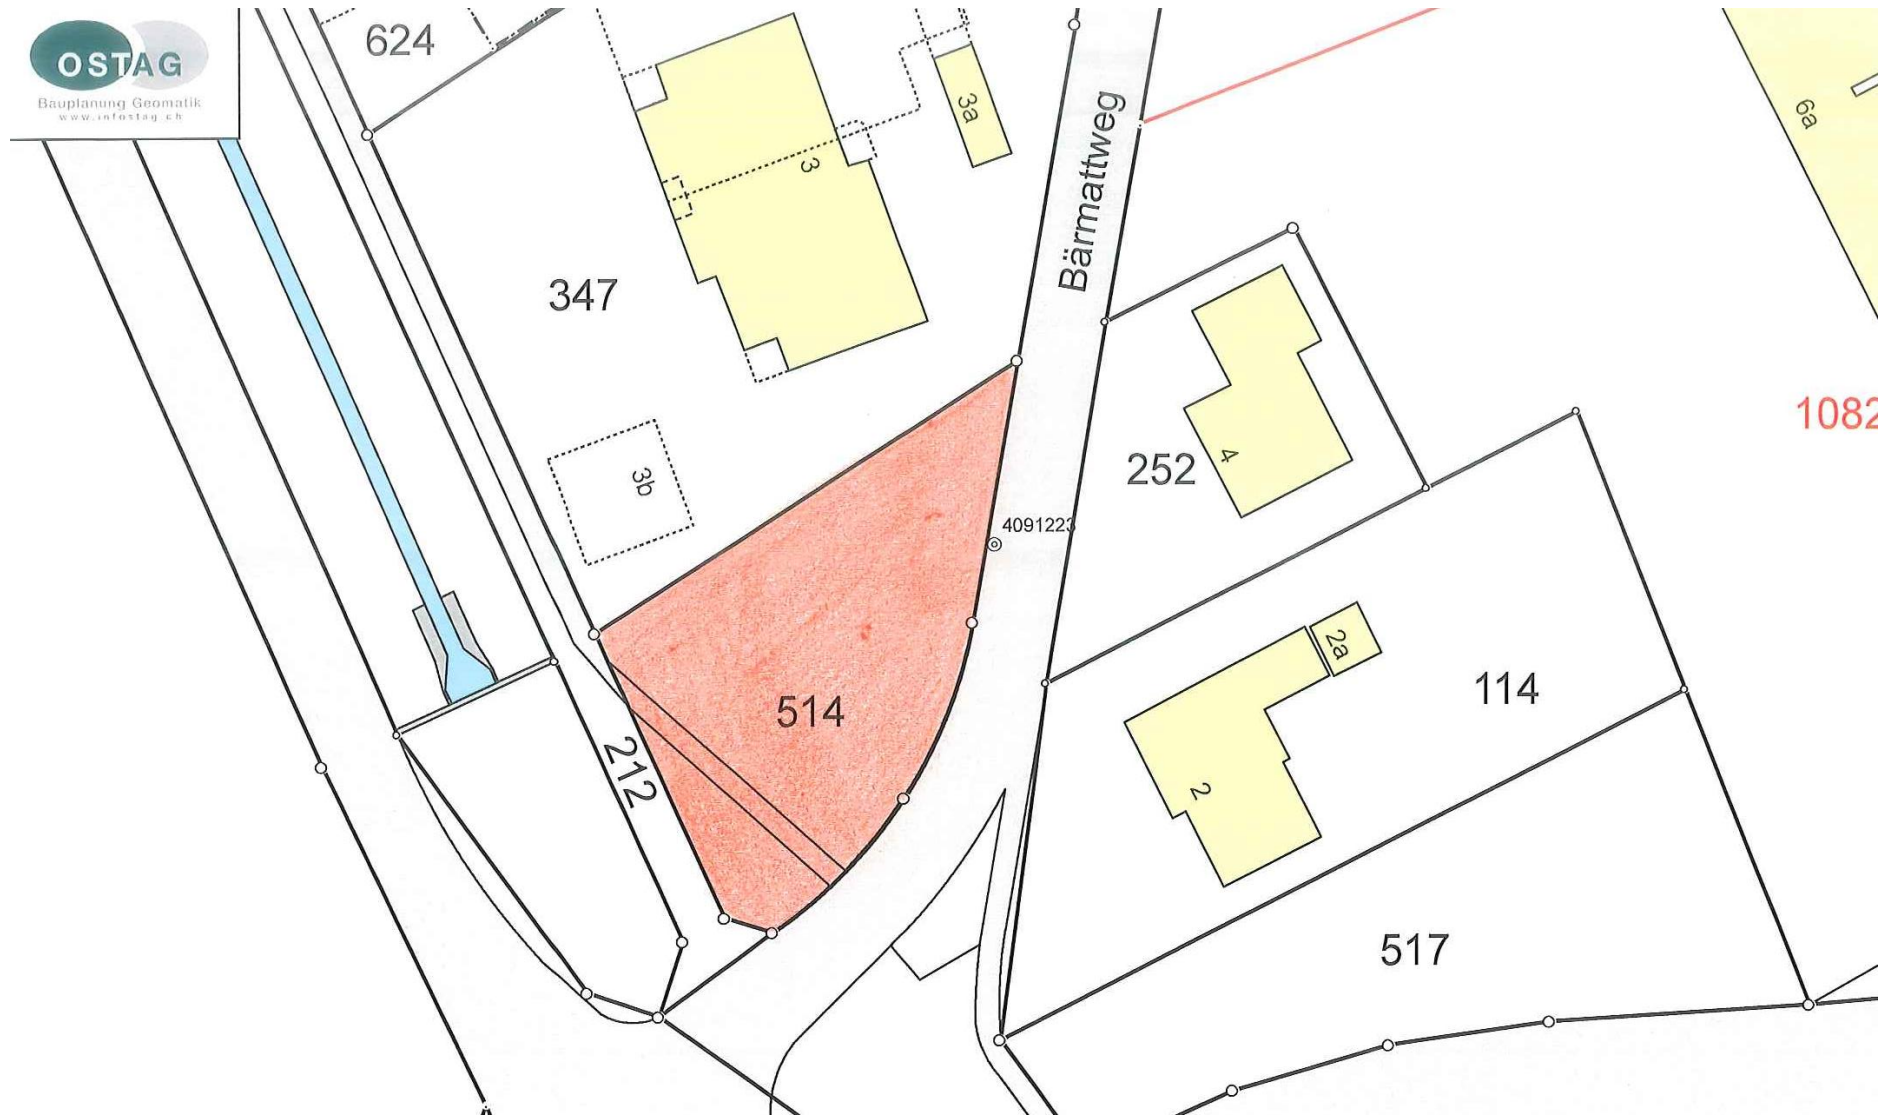 OSTAG
Bauplanung Geomatik
www.infostag.ch
624
3a
3
Bärmattweg
6a
347
1082
252
4
3b
4091223
2a
114
514
212
2
517